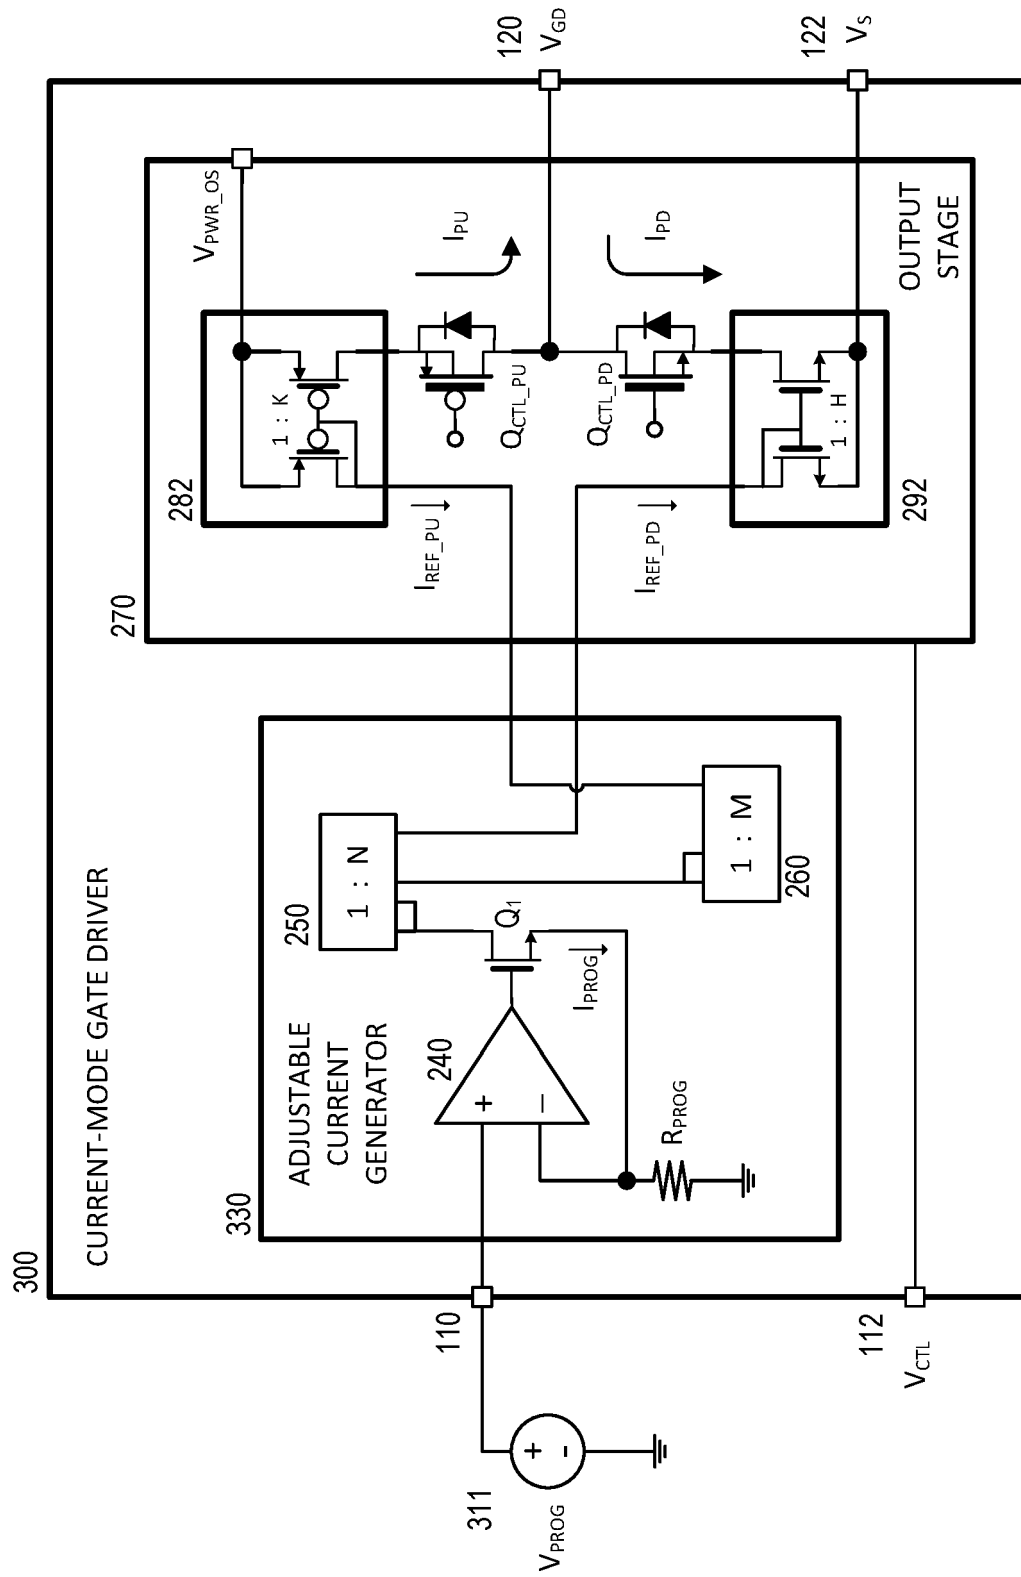 300
CURRENT-MODE GATE DRIVER
311
V_PROG
+
-
110
112
V_CTL
330
ADJUSTABLE
CURRENT
GENERATOR
240
+
–
R_PROG
Q_1
I_PROG
250
1 : N
260
1 : M
270
OUTPUT
STAGE
V_PWR_OS
282
1 : K
I_REF_PU
I_REF_PD
Q_CTL_PU
Q_CTL_PD
I_PU
I_PD
292
1 : H
120
V_GD
122
V_S